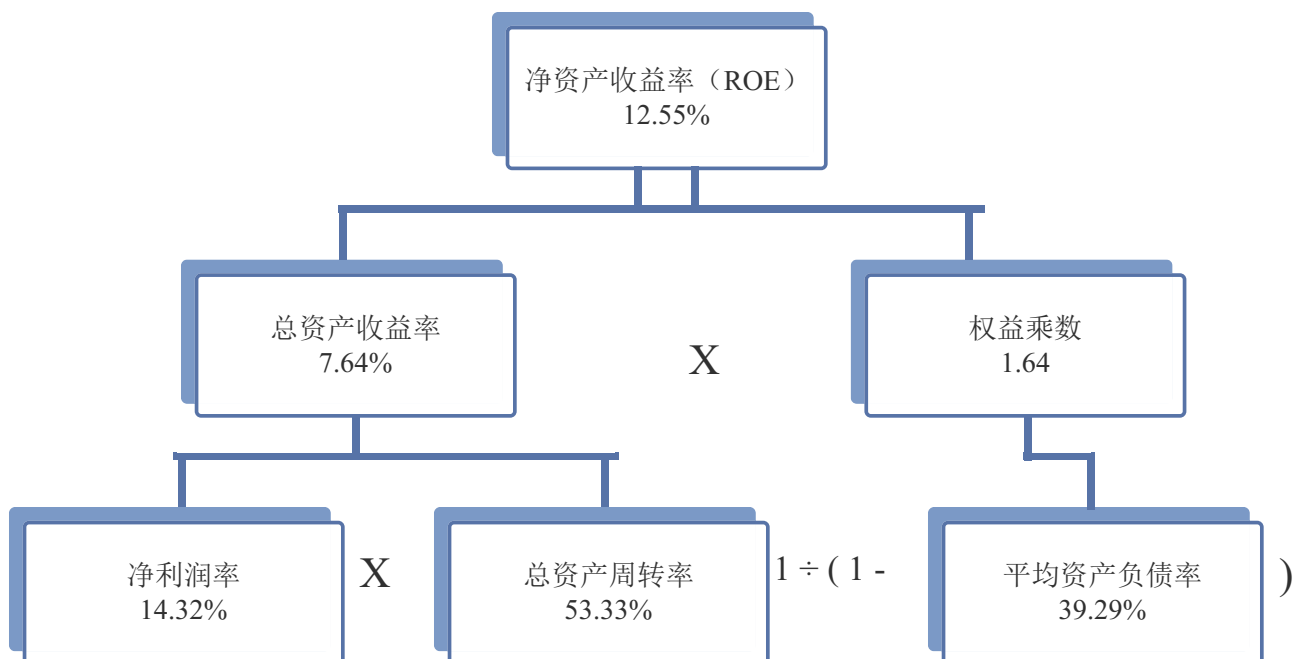 净资产收益率（ROE）
12.55%
总资产收益率
7.64%
X
权益乘数
1.64
净利润率
14.32%
X
总资产周转率
53.33%
1 ÷ ( 1 -
平均资产负债率
39.29%
)